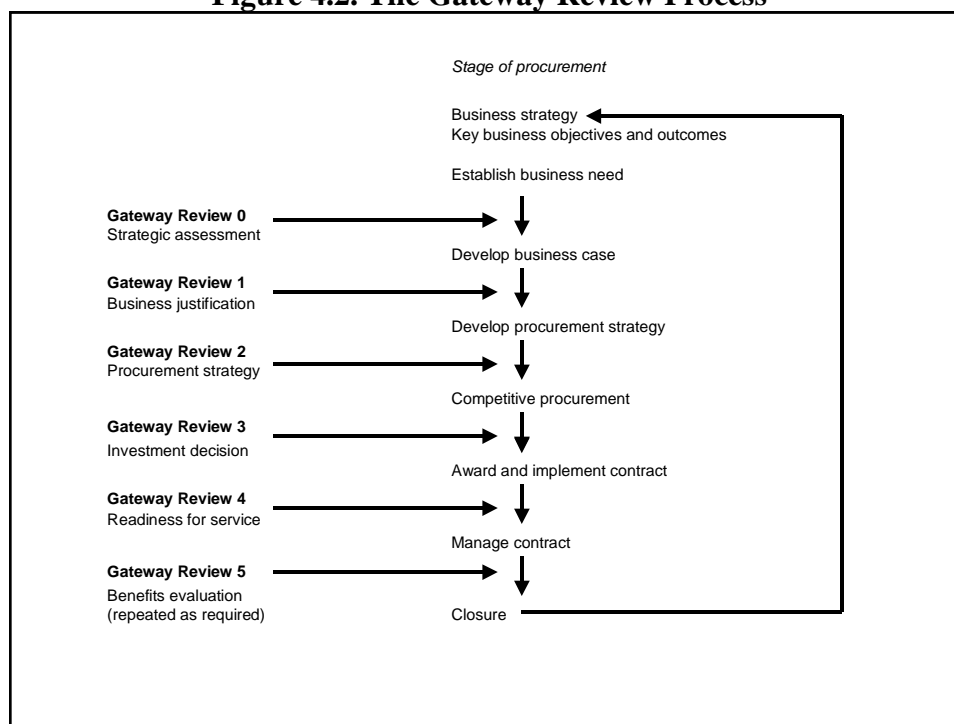 Figure 4.2. The Gateway Review Process
Stage of procurement
Business strategy
Key business objectives and outcomes
Establish business need
Gateway Review 0
Strategic assessment
Develop business case
Gateway Review 1
Business justification
Develop procurement strategy
Gateway Review 2
Procurement strategy
Competitive procurement
Gateway Review 3
Investment decision
Award and implement contract
Gateway Review 4
Readiness for service
Manage contract
Gateway Review 5
Benefits evaluation
(repeated as required)
Closure